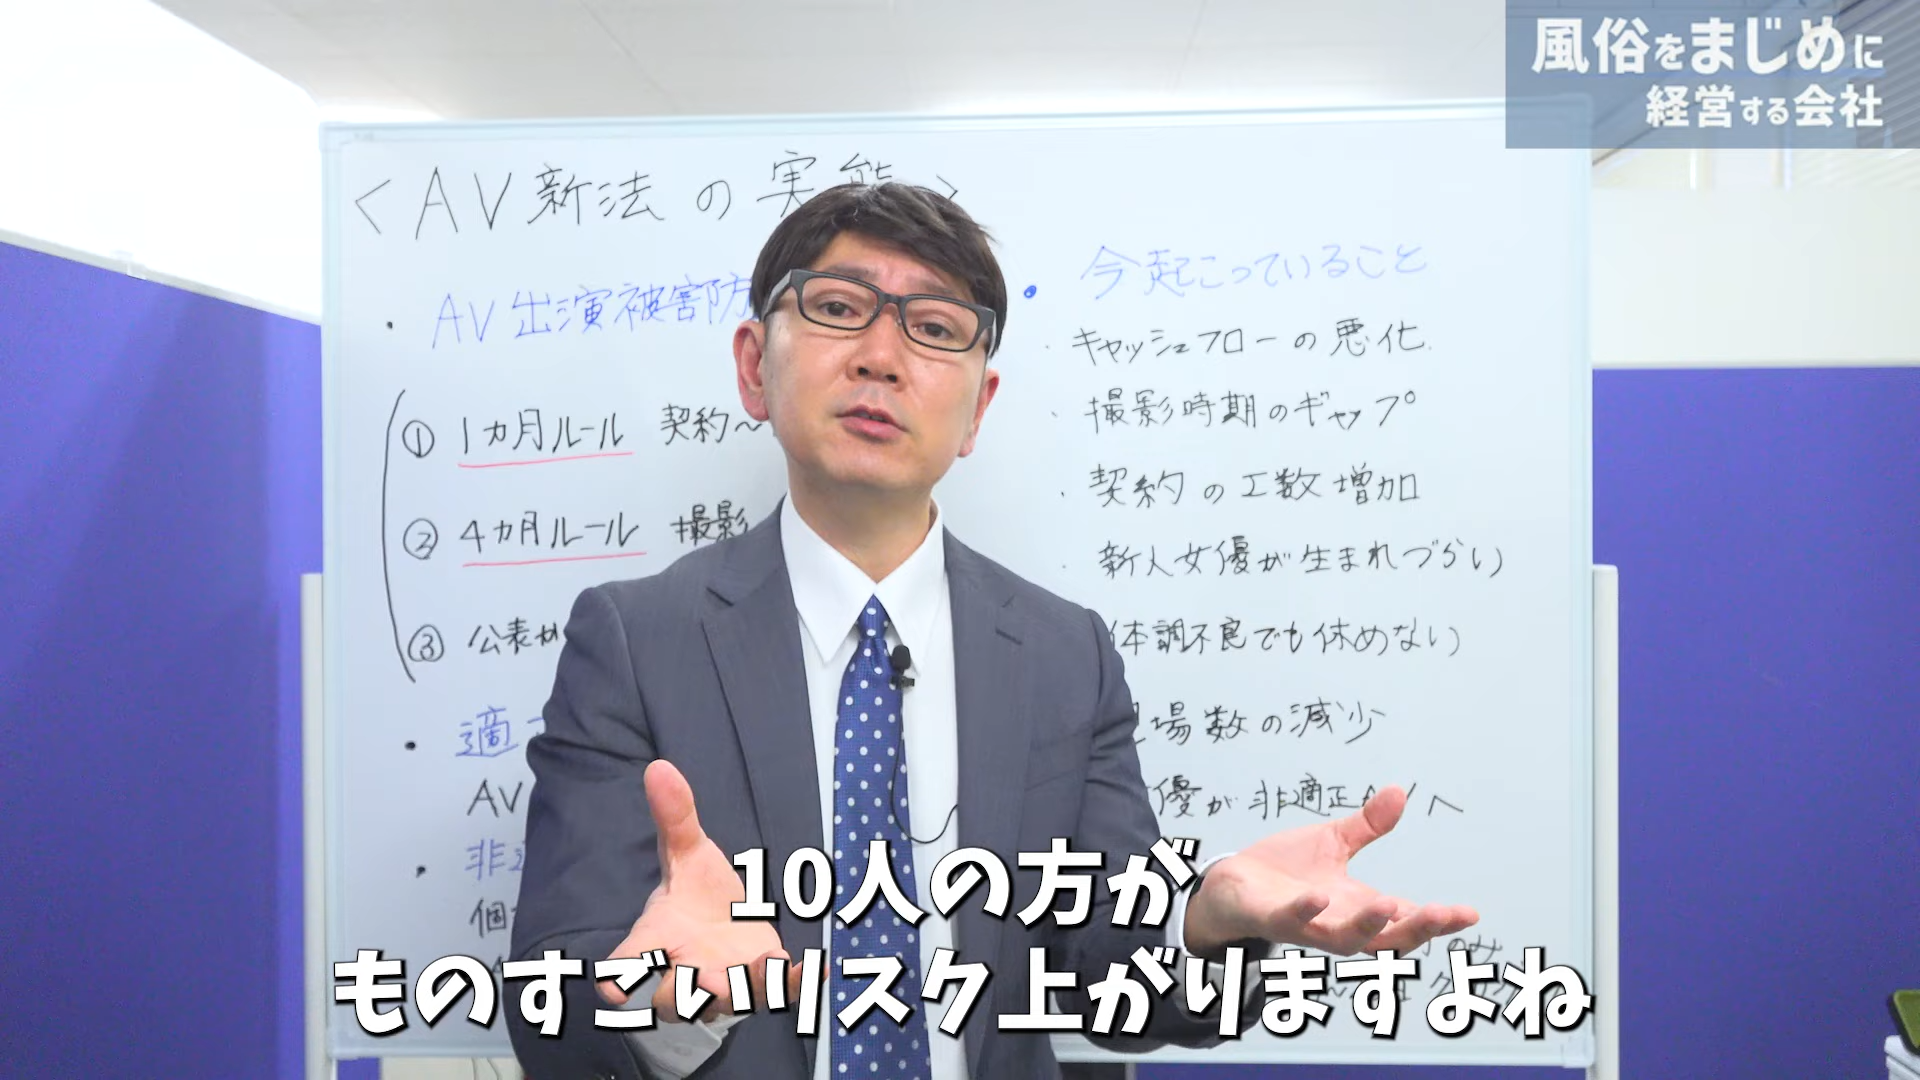 風俗をまじめに
経営する会社
<AV新法の実態>
・AV出演被害防
① 1ヵ月ルール 契約～
② 4ヵ月ルール 撮影
③ 公表か
・適
AV
・非
個
・今起こっていること
・キャッシュフローの悪化
・撮影時期のギャップ
・契約の工数増加
・新人女優が生まれづらい
体調不良でも休めない
場数の減少
優が非適正AVへ
のみ
10人の方が
ものすごいリスク上がりますよね